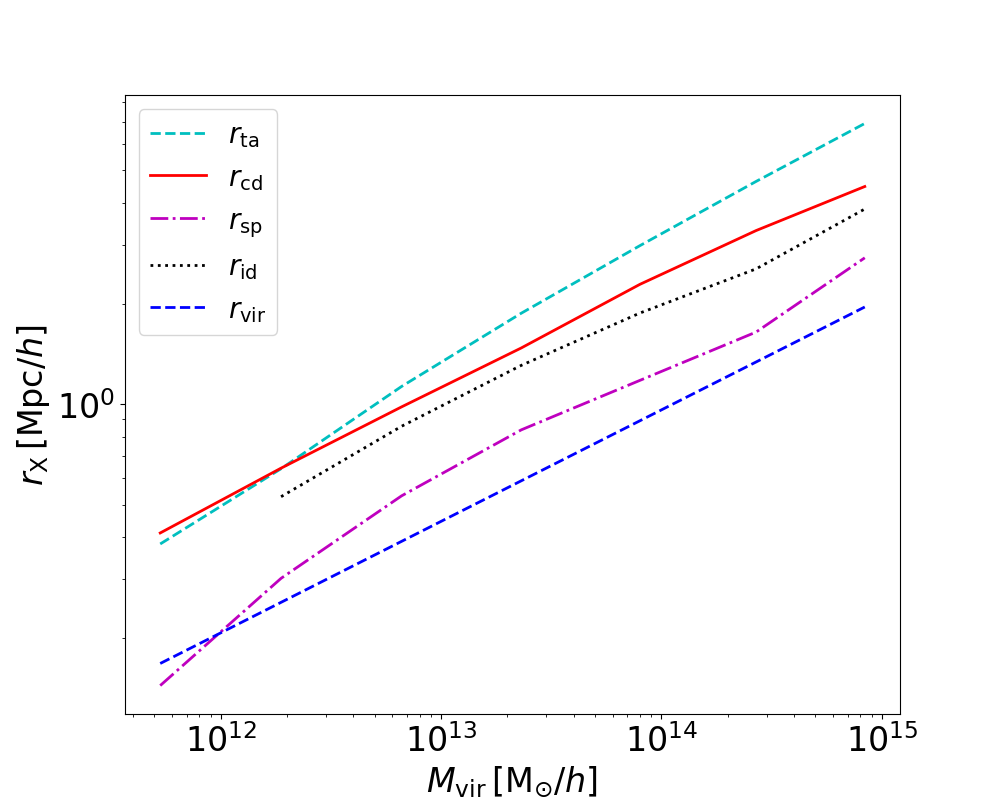 r_ta
r_cd
r_sp
r_id
r_vir
r_X [Mpc/h]
10^0
10^12 10^13 10^14 10^15
M_vir [M_⊙/h]